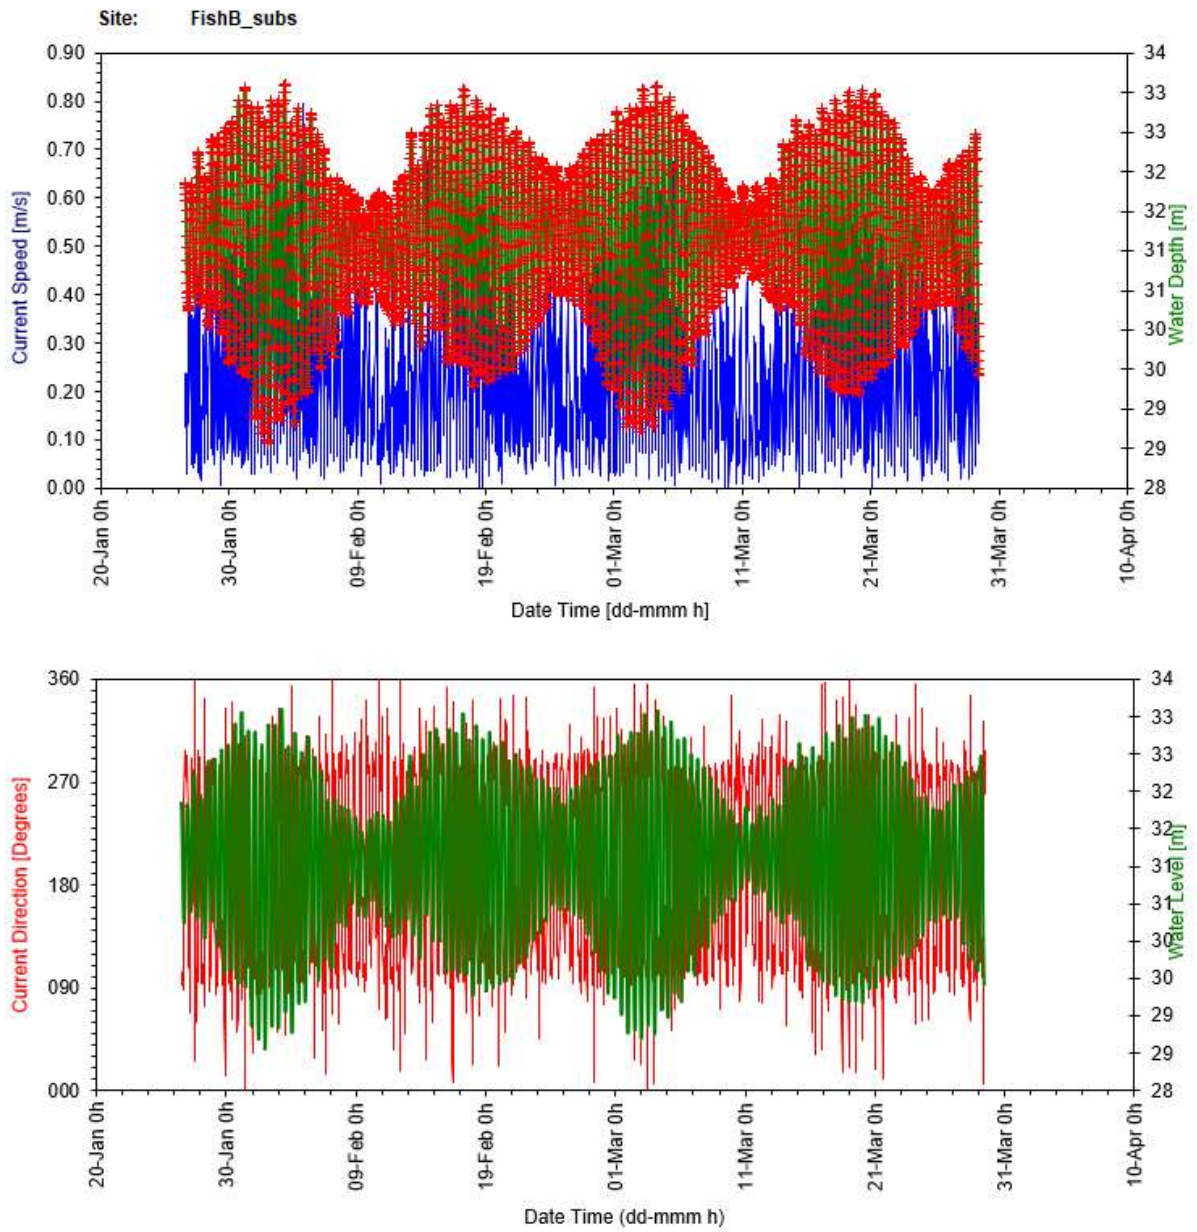 Site: FishB_subs
0.90
0.80
0.70
0.60
0.50
0.40
0.30
0.20
0.10
0.00
Current Speed [m/s]
34
33
33
32
32
31
31
30
30
29
29
28
Water Depth [m]
20-Jan 0h
30-Jan 0h
09-Feb 0h
19-Feb 0h
01-Mar 0h
11-Mar 0h
21-Mar 0h
31-Mar 0h
10-Apr 0h
Date Time [dd-mmm h]
360
270
180
090
000
Current Direction [Degrees]
34
33
33
32
32
31
31
30
30
29
29
28
Water Level [m]
20-Jan 0h
30-Jan 0h
09-Feb 0h
19-Feb 0h
01-Mar 0h
11-Mar 0h
21-Mar 0h
31-Mar 0h
10-Apr 0h
Date Time (dd-mmm h)